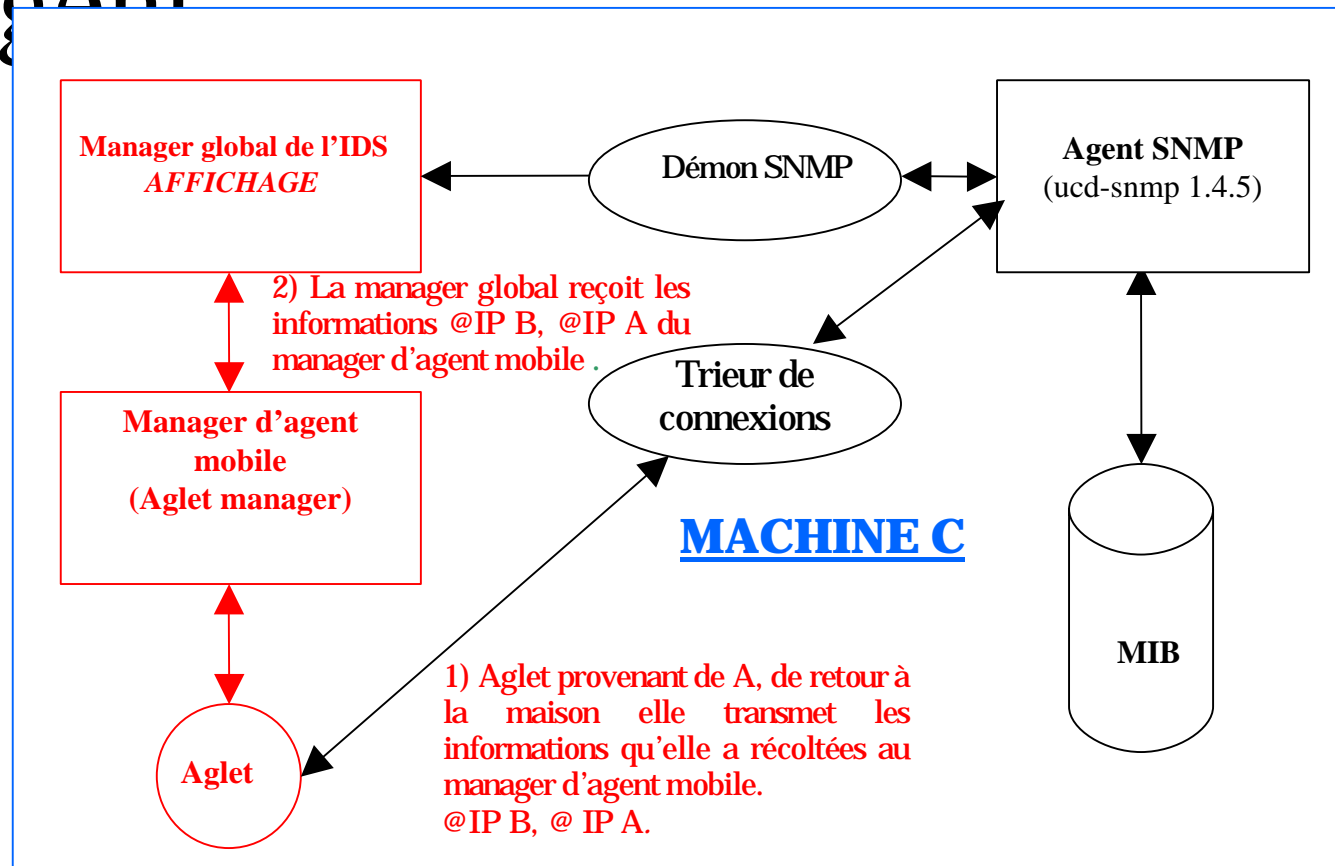 Manager global de l'IDS
AFFICHAGE
Démon SNMP
Agent SNMP
(ucd-snmp 1.4.5)
2) La manager global reçoit les
informations @IP B, @IP A du
manager d'agent mobile .
Trieur de
connexions
Manager d'agent
mobile
(Aglet manager)
MACHINE C
MIB
1) Aglet provenant de A, de retour à
la maison elle transmet les
informations qu'elle a récoltées au
manager d'agent mobile.
@IP B, @ IP A.
Aglet